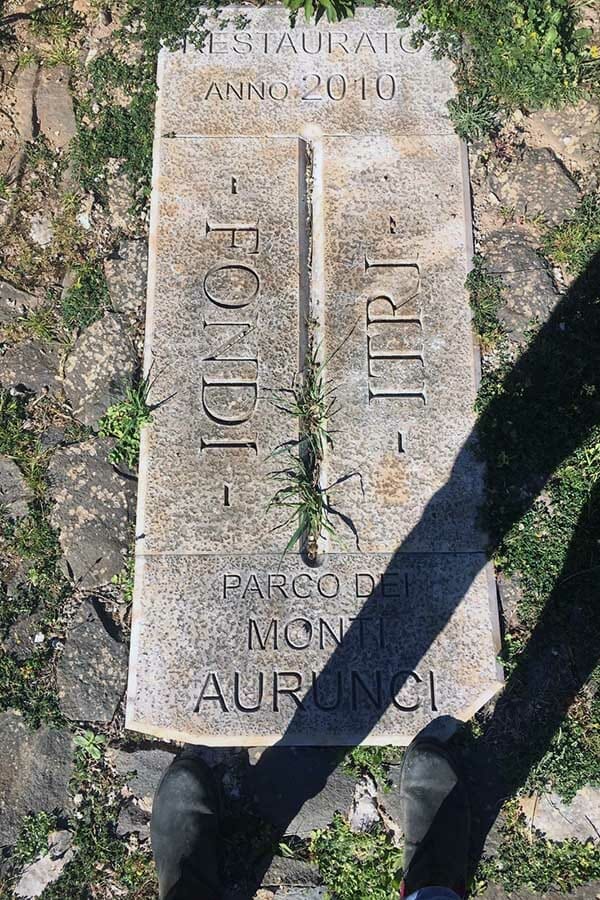 RESTAURATO
ANNO 2010
- FONDI -
- ITRI -
PARCO DEI
MONTI
AURUNCI